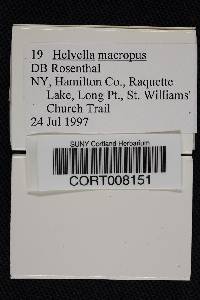 19 Helvella macropus
DB Rosenthal
NY, Hamilton Co., Raquette
Lake, Long Pt., St. Williams'
Church Trail
24 Jul 1997
SUNY Cortland Herbarium
CORT008151